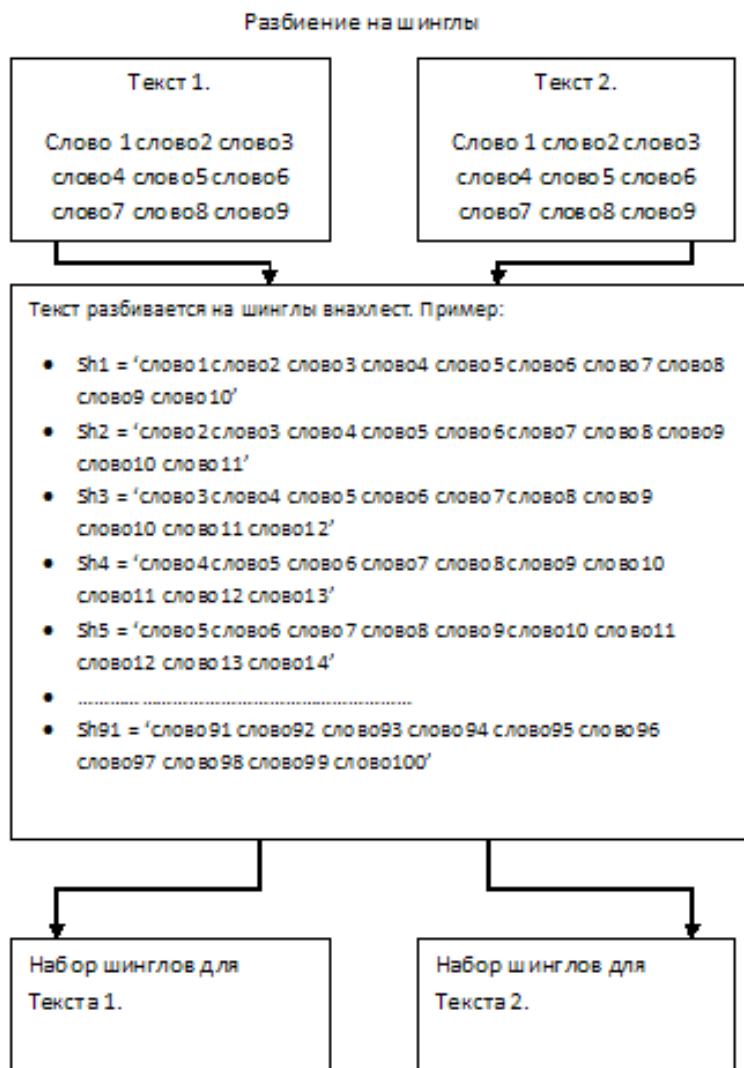 Разбиение на шинглы
Текст 1.
Слово 1 слово2 слово3
слово4 слово5 слово6
слово7 слово8 слово9
Текст 2.
Слово 1 слово2 слово3
слово4 слово5 слово6
слово7 слово8 слово9
Текст разбивается на шинглы внахлест. Пример:
• Sh1 = ‘слово1 слово2 слово3 слово4 слово5 слово6 слово7 слово8
слово9 слово10’
• Sh2 = ‘слово2 слово3 слово4 слово5 слово6 слово7 слово8 слово9
слово10 слово11’
• Sh3 = ‘слово3 слово4 слово5 слово6 слово7 слово8 слово9
слово10 слово11 слово12’
• Sh4 = ‘слово4 слово5 слово6 слово7 слово8 слово9 слово10
слово11 слово12 слово13’
• Sh5 = ‘слово5 слово6 слово7 слово8 слово9 слово10 слово11
слово12 слово13 слово14’
• ………………………………………………………
• Sh91 = ‘слово91 слово92 слово93 слово94 слово95 слово96
слово97 слово98 слово99 слово100’
Набор шинглов для
Текста 1.
Набор шинглов для
Текста 2.